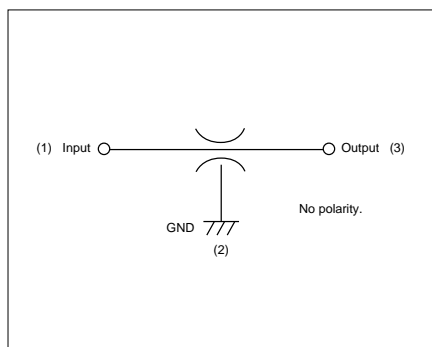 (1) Input Output (3)
No polarity.
GND
(2)